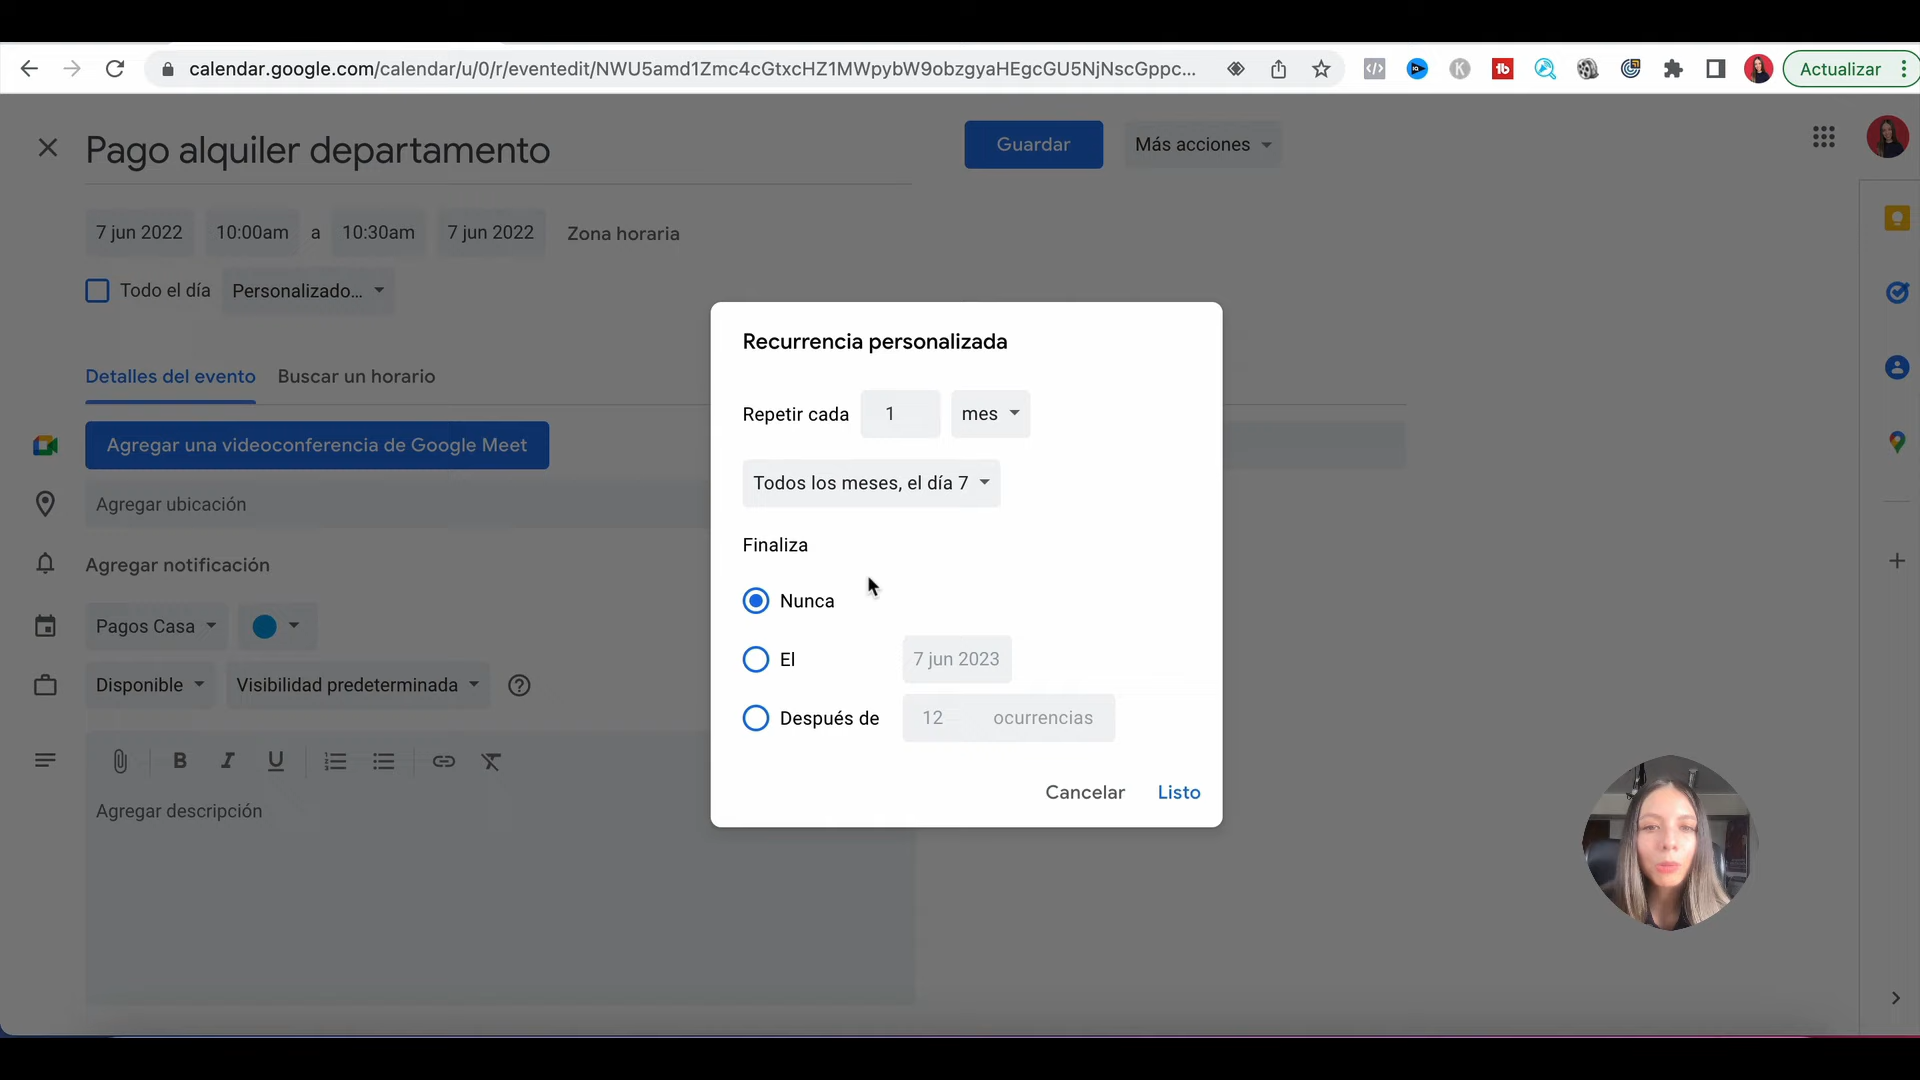 calendar.google.com/calendar/u/0/r/eventedit/NWU5amd1Zmc4cGtxcHZ1MWpybW9obzgyaHEgcGU5NjNscGppc...
</> IQ K tb Actualizar
Pago alquiler departamento
Guardar
Más acciones
7 jun 2022 10:00am a 10:30am 7 jun 2022 Zona horaria
Todo el día Personalizado...
Detalles del evento Buscar un horario
Agregar una videoconferencia de Google Meet
Agregar ubicación
Agregar notificación
Pagos Casa
Disponible Visibilidad predeterminada
B I U
Agregar descripción
Recurrencia personalizada
Repetir cada 1 mes
Todos los meses, el día 7
Finaliza
Nunca
El 7 jun 2023
Después de 12 ocurrencias
Cancelar Listo